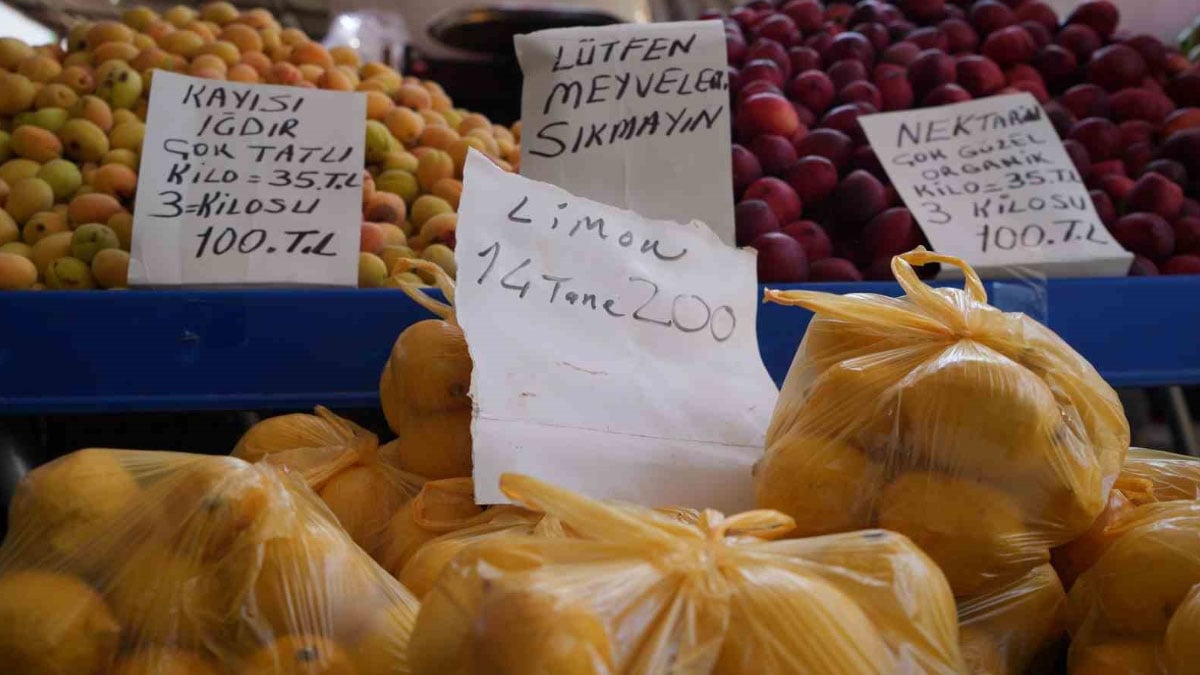 KAYISI
IĞDIR
ÇOK TATLI
KİLO = 35.T.L
3=KİLOSU
100.T.L
LÜTFEN
MEYVELERİ
SIKMAYIN
NEKTARİN
ÇOK GÜZEL
ORGANİK
KİLO=35.T.L
3 KİLOSU
100.T.L
Limon
14 Tane 200